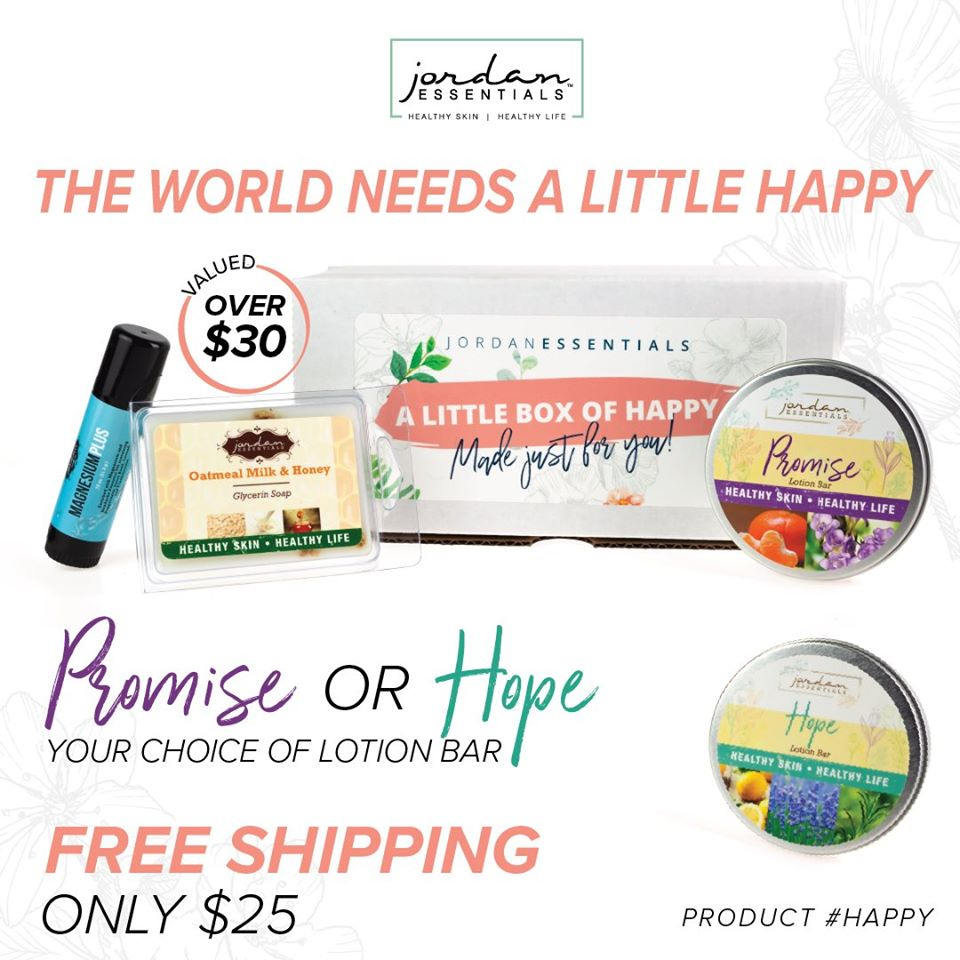 jordan
ESSENTIALS™
HEALTHY SKIN | HEALTHY LIFE
THE WORLD NEEDS A LITTLE HAPPY
VALUED
OVER
$30
JORDANESSENTIALS
A LITTLE BOX OF HAPPY
Made just for you!
MAGNESIUM PLUS
jordan
ESSENTIALS
Oatmeal Milk & Honey
Glycerin Soap
HEALTHY SKIN • HEALTHY LIFE
jordan
ESSENTIALS
Promise
Lotion Bar
HEALTHY SKIN • HEALTHY LIFE
Promise OR Hope
YOUR CHOICE OF LOTION BAR
jordan
ESSENTIALS
Hope
Lotion Bar
HEALTHY SKIN • HEALTHY LIFE
FREE SHIPPING
ONLY $25
PRODUCT #HAPPY